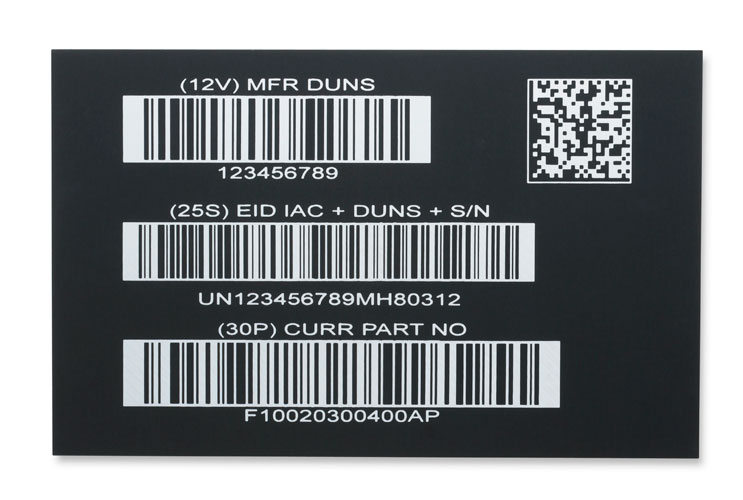 (12V) MFR DUNS
123456789
(25S) EID IAC + DUNS + S/N
UN123456789MH80312
(30P) CURR PART NO
F10020300400AP